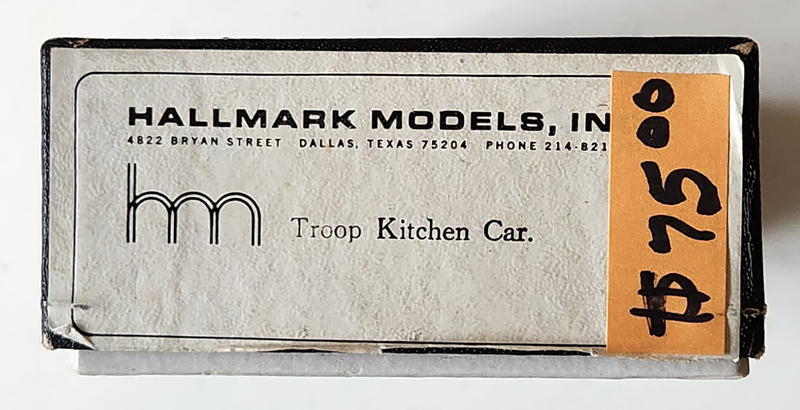 HALLMARK MODELS, IN
4822 BRYAN STREET DALLAS, TEXAS 75204 PHONE 214-821
hm Troop Kitchen Car.
$75.00